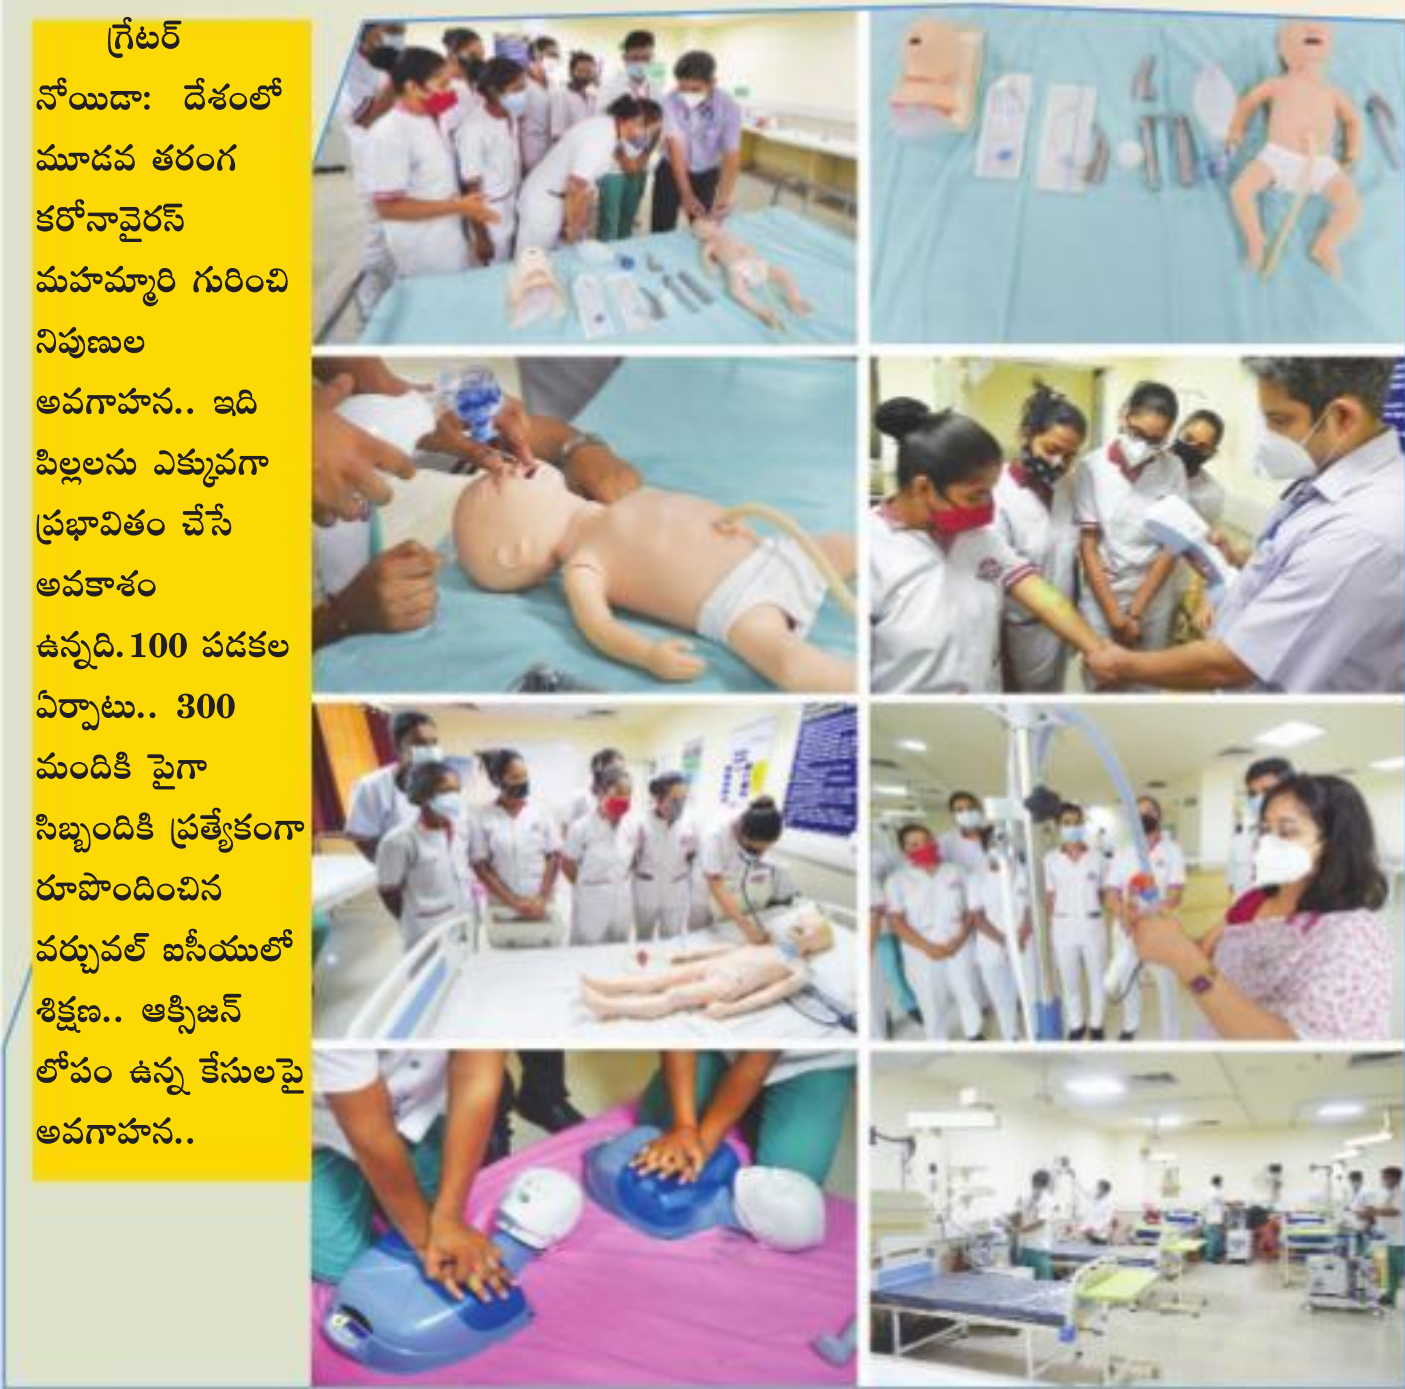 గ్రేటర్
నోయిడా: దేశంలో
మూడవ తరంగ
కరోనావైరస్
మహమ్మారి గురించి
నిపుణుల
అవగాహన.. ఇది
పిల్లలను ఎక్కువగా
ప్రభావితం చేసే
అవకాశం
ఉన్నది.100 పడకల
ఏర్పాటు.. 300
మందికి పైగా
సిబ్బందికి ప్రత్యేకంగా
రూపొందించిన
వర్చువల్ ఐసీయులో
శిక్షణ.. ఆక్సిజన్
లోపం ఉన్న కేసులపై
అవగాహన..